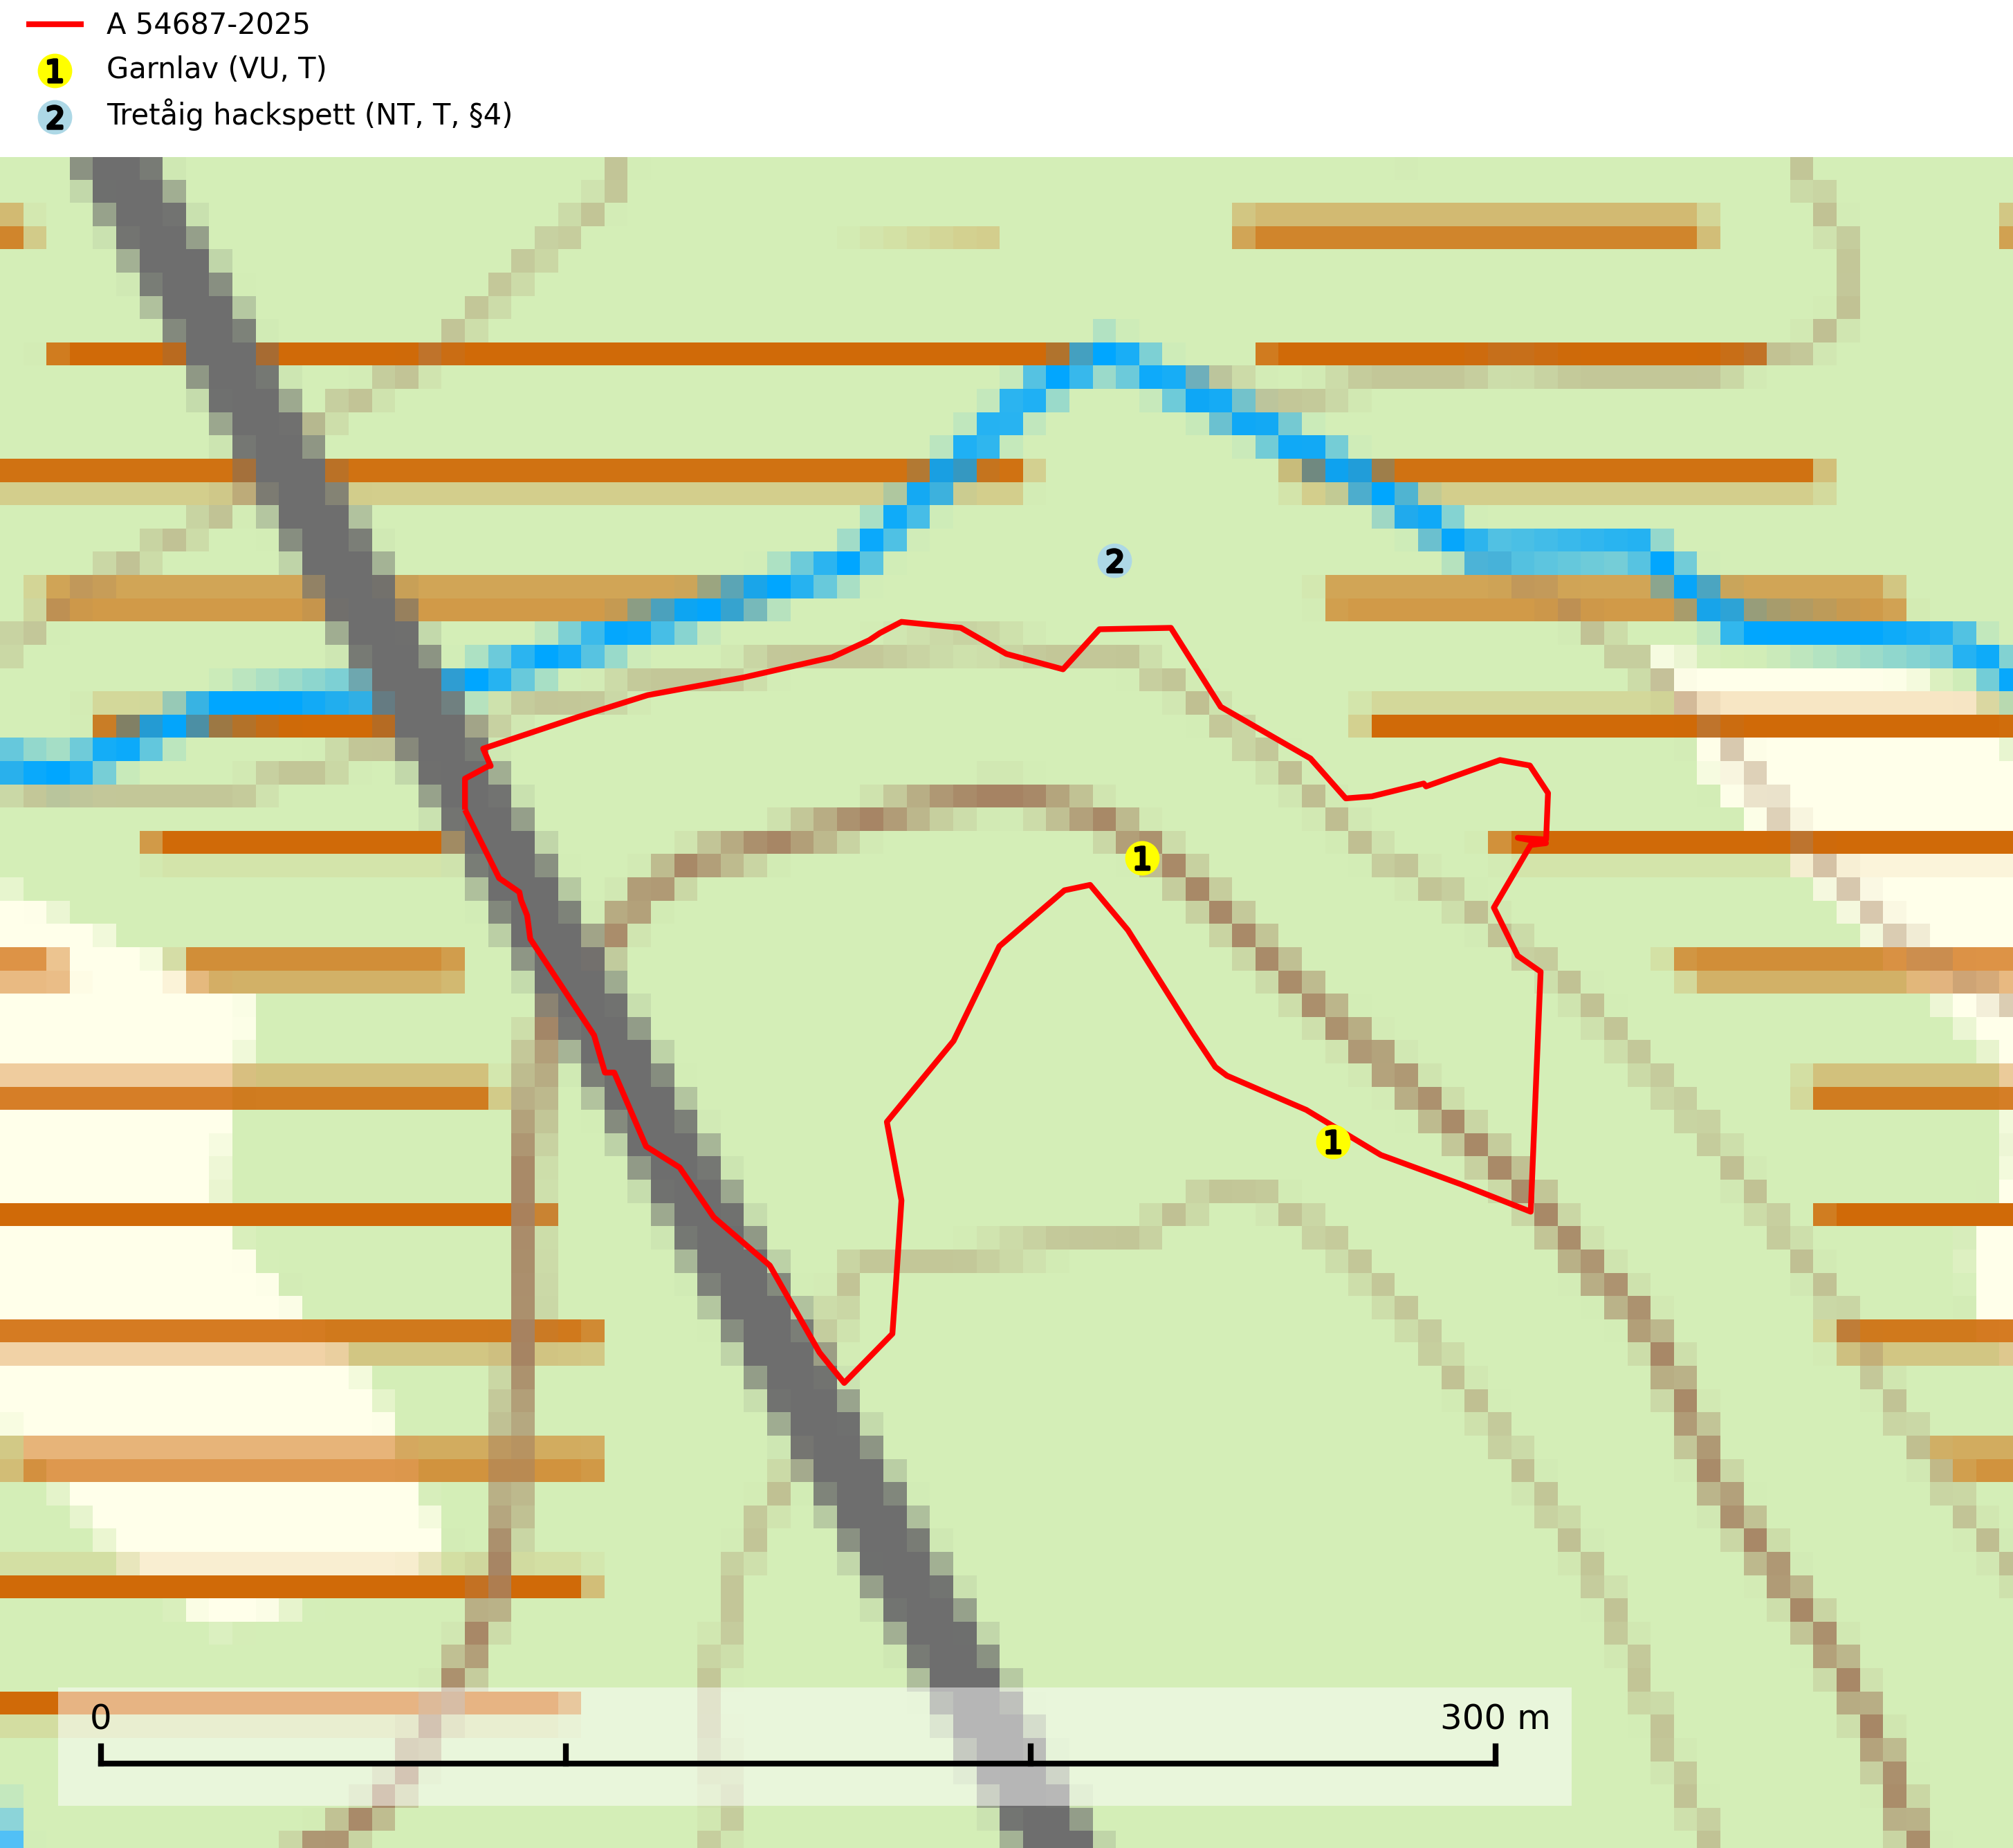 A 54687-2025
1 Garnlav (VU, T)
2 Tretåig hackspett (NT, T, §4)
2
1
1
0 300 m